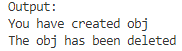 Output:
You have created obj
The obj has been deleted